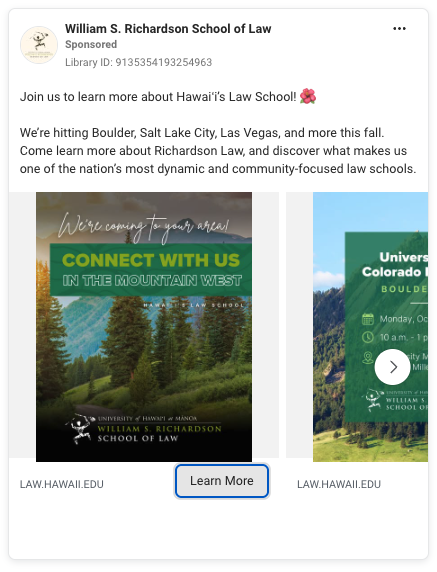 William S. Richardson School of Law
Sponsored
Library ID: 9135354193254963
Join us to learn more about Hawaiʻi's Law School! 🌺
We're hitting Boulder, Salt Lake City, Las Vegas, and more this fall.
Come learn more about Richardson Law, and discover what makes us
one of the nation's most dynamic and community-focused law schools.
We're coming to your area!
CONNECT WITH US
IN THE MOUNTAIN WEST
HAWAIʻI'S LAW SCHOOL
UNIVERSITY of HAWAIʻI at MĀNOA
WILLIAM S. RICHARDSON
SCHOOL OF LAW
Univers
Colorado
BOULDE
Monday, Oc
10 a.m. - 1 p
sity M
Mill
WILLIAM S
SCHOOL OF
LAW.HAWAII.EDU
Learn More
LAW.HAWAII.EDU